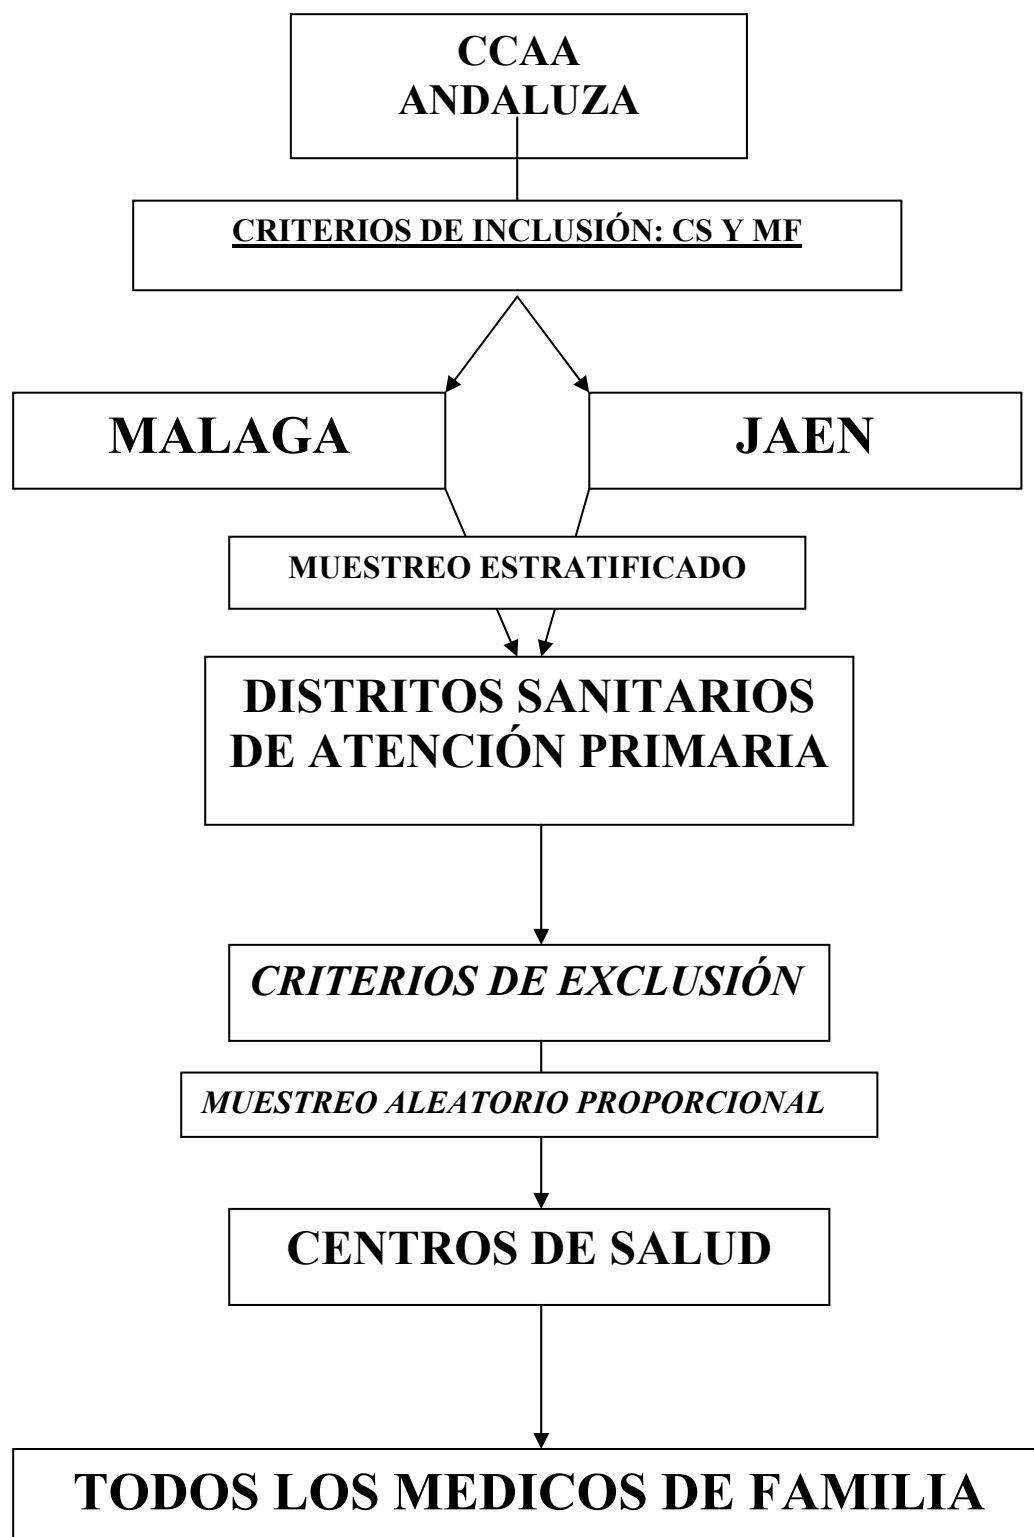 CCAA
ANDALUZA
CRITERIOS DE INCLUSIÓN: CS Y MF
MALAGA
JAEN
MUESTREO ESTRATIFICADO
DISTRITOS SANITARIOS
DE ATENCIÓN PRIMARIA
CRITERIOS DE EXCLUSIÓN
MUESTREO ALEATORIO PROPORCIONAL
CENTROS DE SALUD
TODOS LOS MEDICOS DE FAMILIA